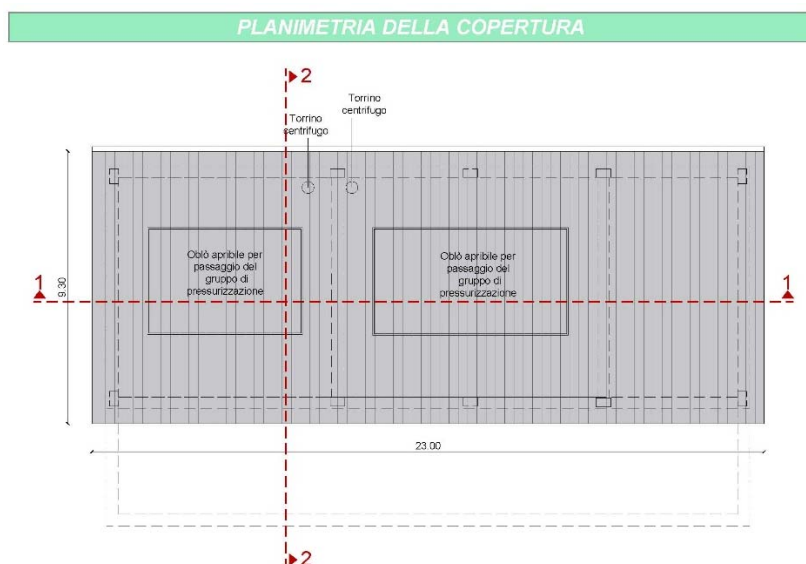 PLANIMETRIA DELLA COPERTURA
2
Torrino
centrifugo
Torrino
centrifugo
Oblò apribile per
passaggio del
gruppo di
pressurizzazione
Oblò apribile per
passaggio del
gruppo di
pressurizzazione
1
9.30
1
23.00
2